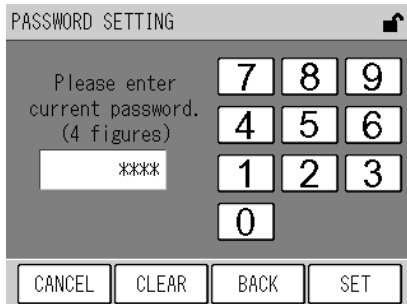 PASSWORD SETTING
Please enter
current password.
(4 figures)
****
7 8 9
4 5 6
1 2 3
0
CANCEL CLEAR BACK SET